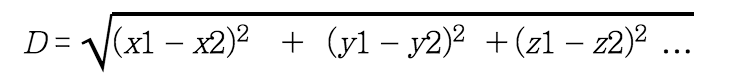 D = √(x1 − x2)² + (y1 − y2)² + (z1 − z2)² ...